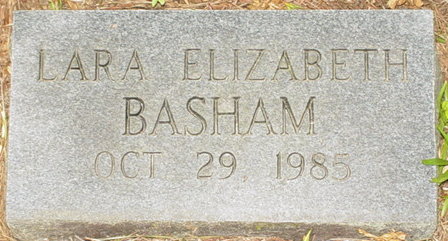 LARA ELIZABETH
BASHAM
OCT 29, 1985